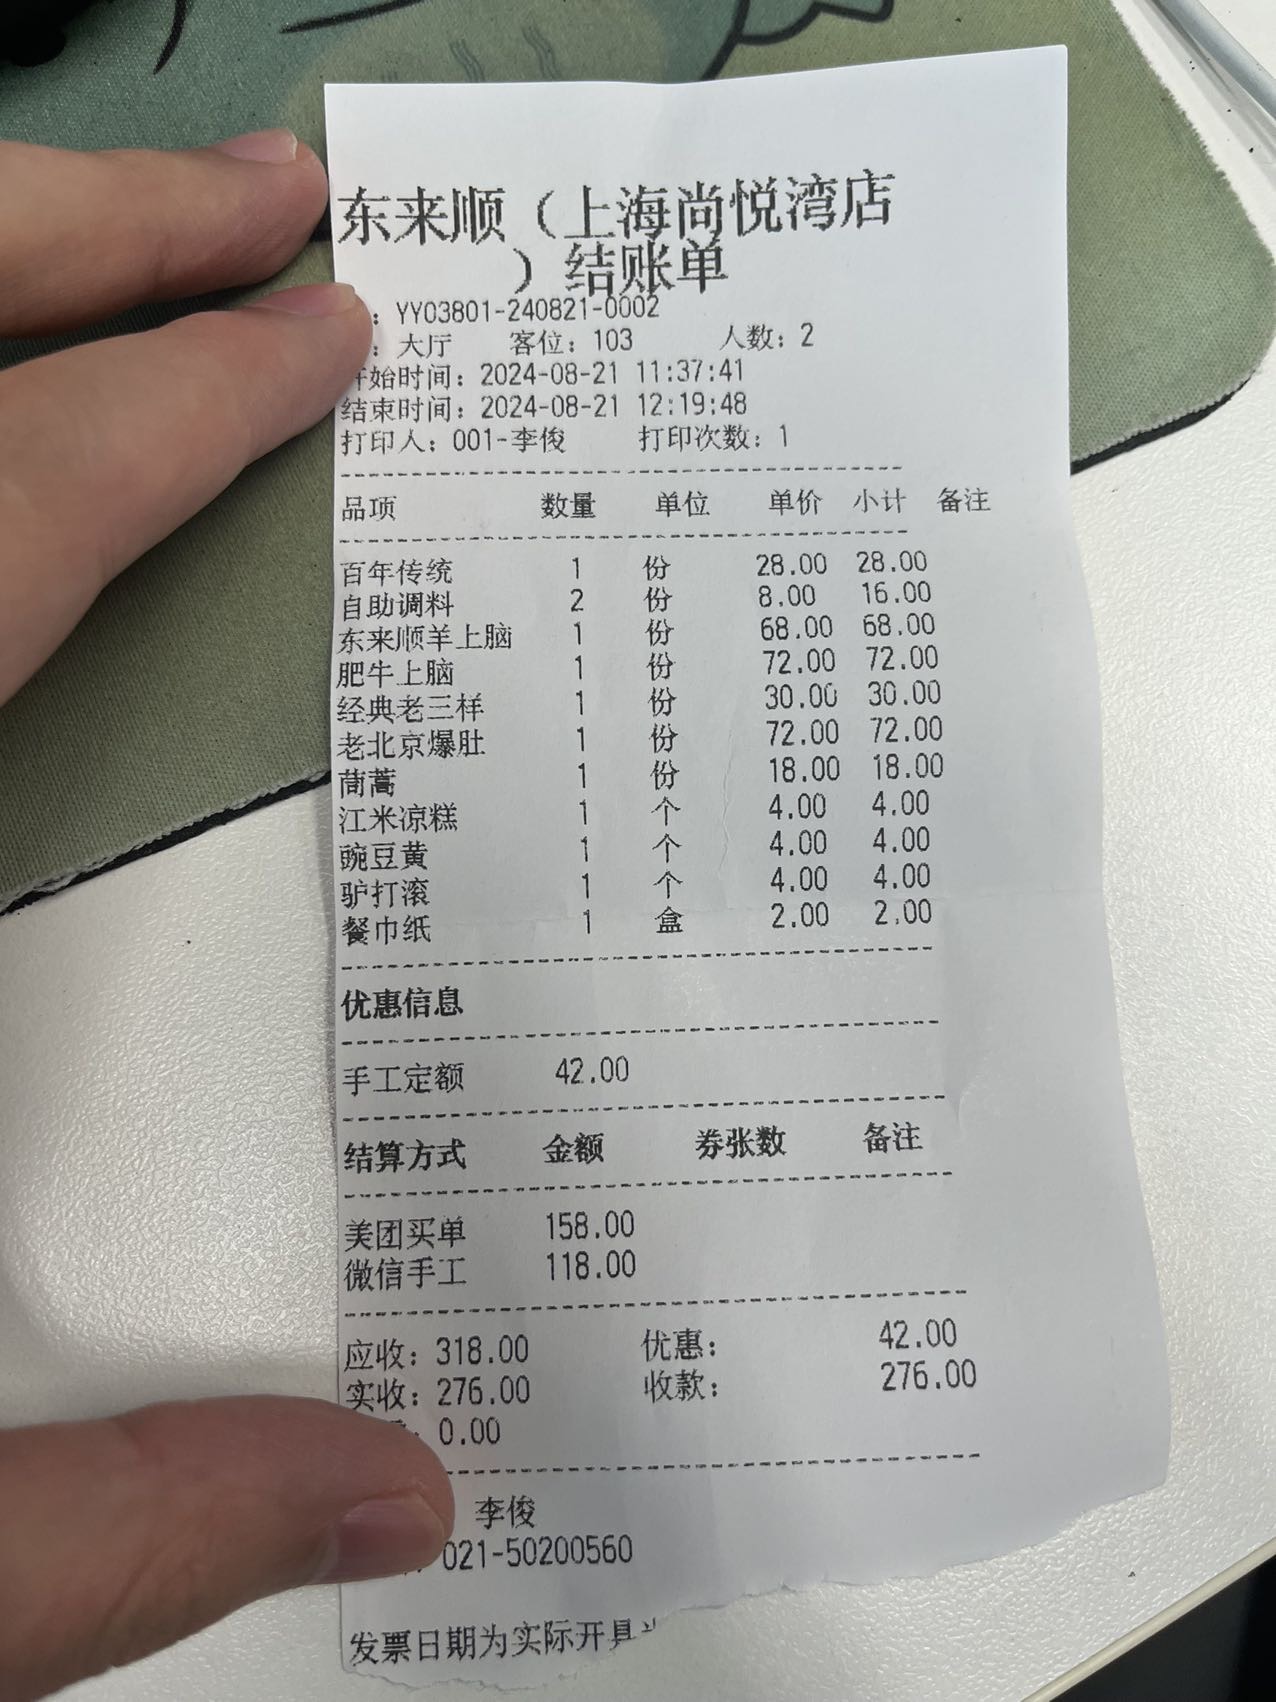 东来顺（上海尚悦湾店
）结账单
：YY03801-240821-0002
：大厅 客位：103 人数：2
开始时间：2024-08-21 11:37:41
结束时间：2024-08-21 12:19:48
打印人：001-李俊 打印次数：1
品项 数量 单位 单价 小计 备注
百年传统 1 份 28.00 28.00
自助调料 2 份 8.00 16.00
东来顺羊上脑 1 份 68.00 68.00
肥牛上脑 1 份 72.00 72.00
经典老三样 1 份 30.00 30.00
老北京爆肚 1 份 72.00 72.00
茼蒿 1 份 18.00 18.00
江米凉糕 1 个 4.00 4.00
豌豆黄 1 个 4.00 4.00
驴打滚 1 个 4.00 4.00
餐巾纸 1 盒 2.00 2.00
优惠信息
手工定额 42.00
结算方式 金额 券张数 备注
美团买单 158.00
微信手工 118.00
应收：318.00 优惠： 42.00
实收：276.00 收款： 276.00
：0.00
李俊
021-50200560
发票日期为实际开具